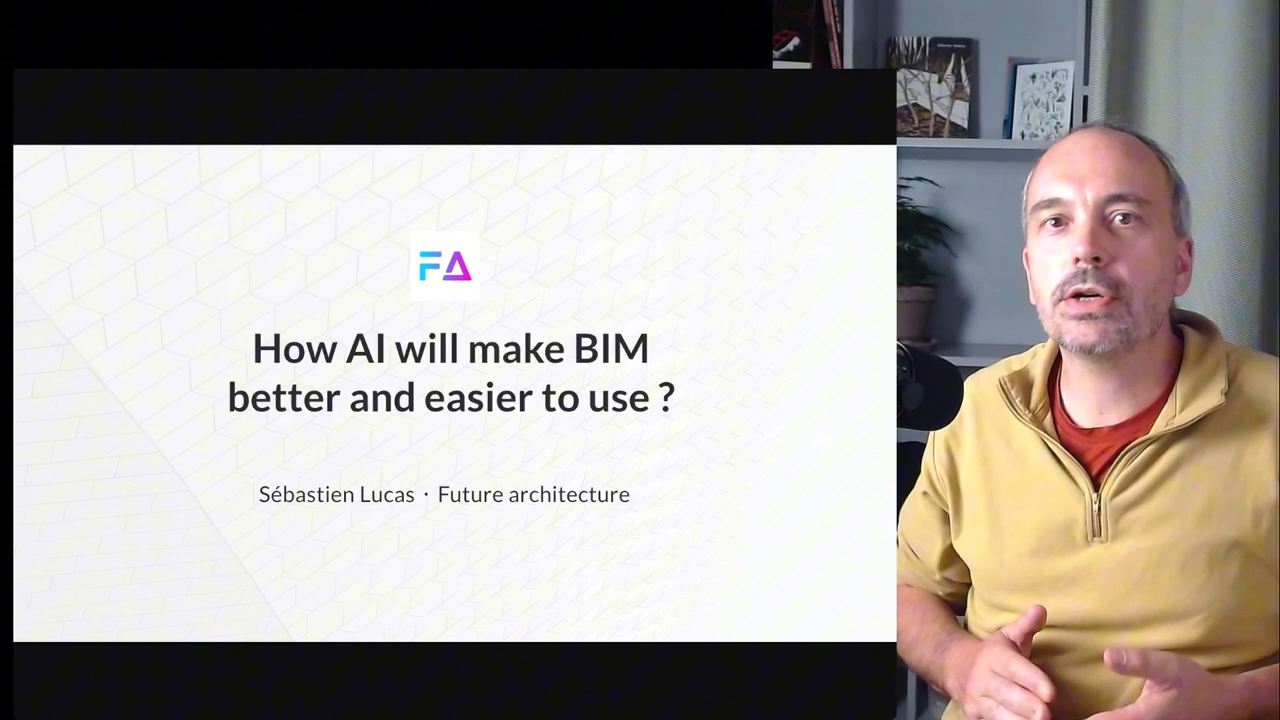 FA
How AI will make BIM
better and easier to use ?
Sébastien Lucas · Future architecture